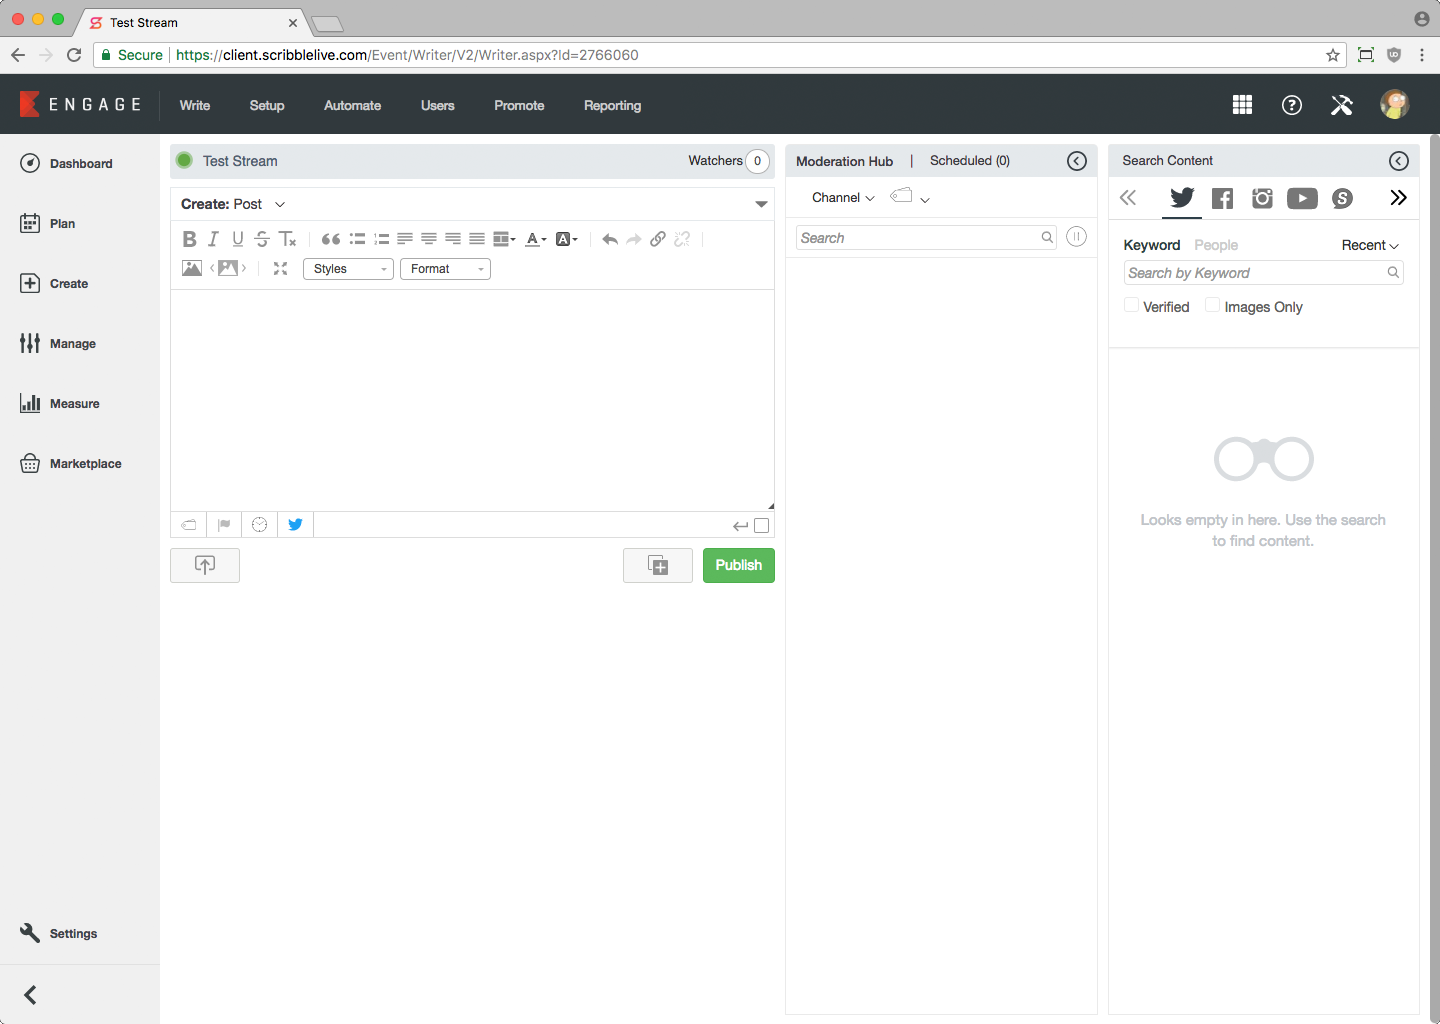 Test Stream
Secure https://client.scribblelive.com/Event/Writer/V2/Writer.aspx?Id=2766060
ENGAGE Write Setup Automate Users Promote Reporting
Dashboard
Plan
Create
Manage
Measure
Marketplace
Settings
Test Stream Watchers 0
Create: Post
Styles Format
Publish
Moderation Hub | Scheduled (0)
Channel
Search
Search Content
Keyword People Recent
Search by Keyword
Verified Images Only
Looks empty in here. Use the search
to find content.